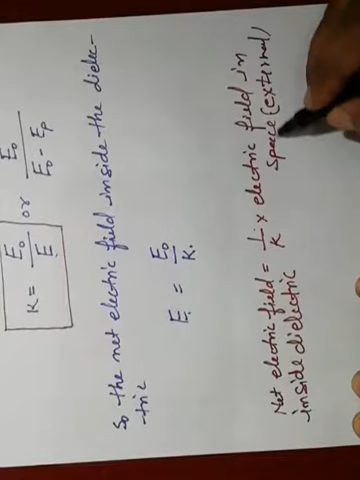 K = E₀/E or E₀/(E₀ - Eₚ)
So the net electric field inside the dielec-
-tric
E = E₀/K.
Net electric field = 1/K × electric field in
inside dielectric space (external)